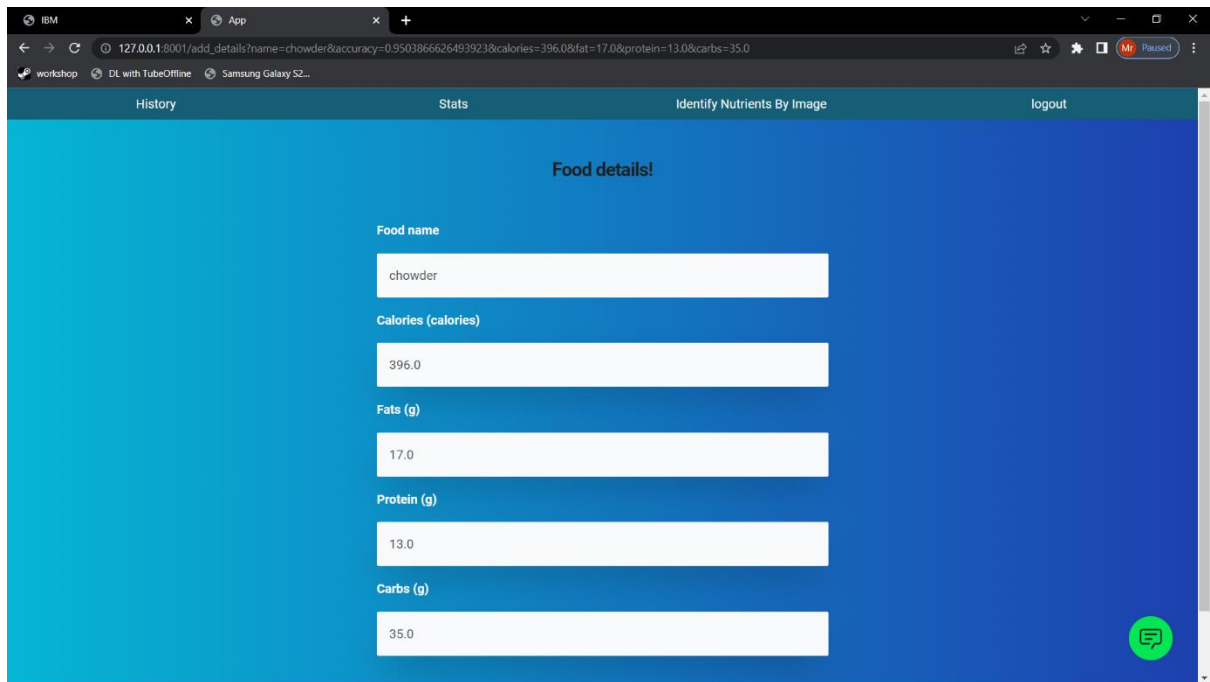 IBM
App
127.0.0.1:8001/add_details?name=chowder&accuracy=0.9503866626493923&calories=396.0&fat=17.0&protein=13.0&carbs=35.0
Mr Paused
workshop DL with TubeOffline Samsung Galaxy S2...
History Stats Identify Nutrients By Image logout
Food details!
Food name
chowder
Calories (calories)
396.0
Fats (g)
17.0
Protein (g)
13.0
Carbs (g)
35.0